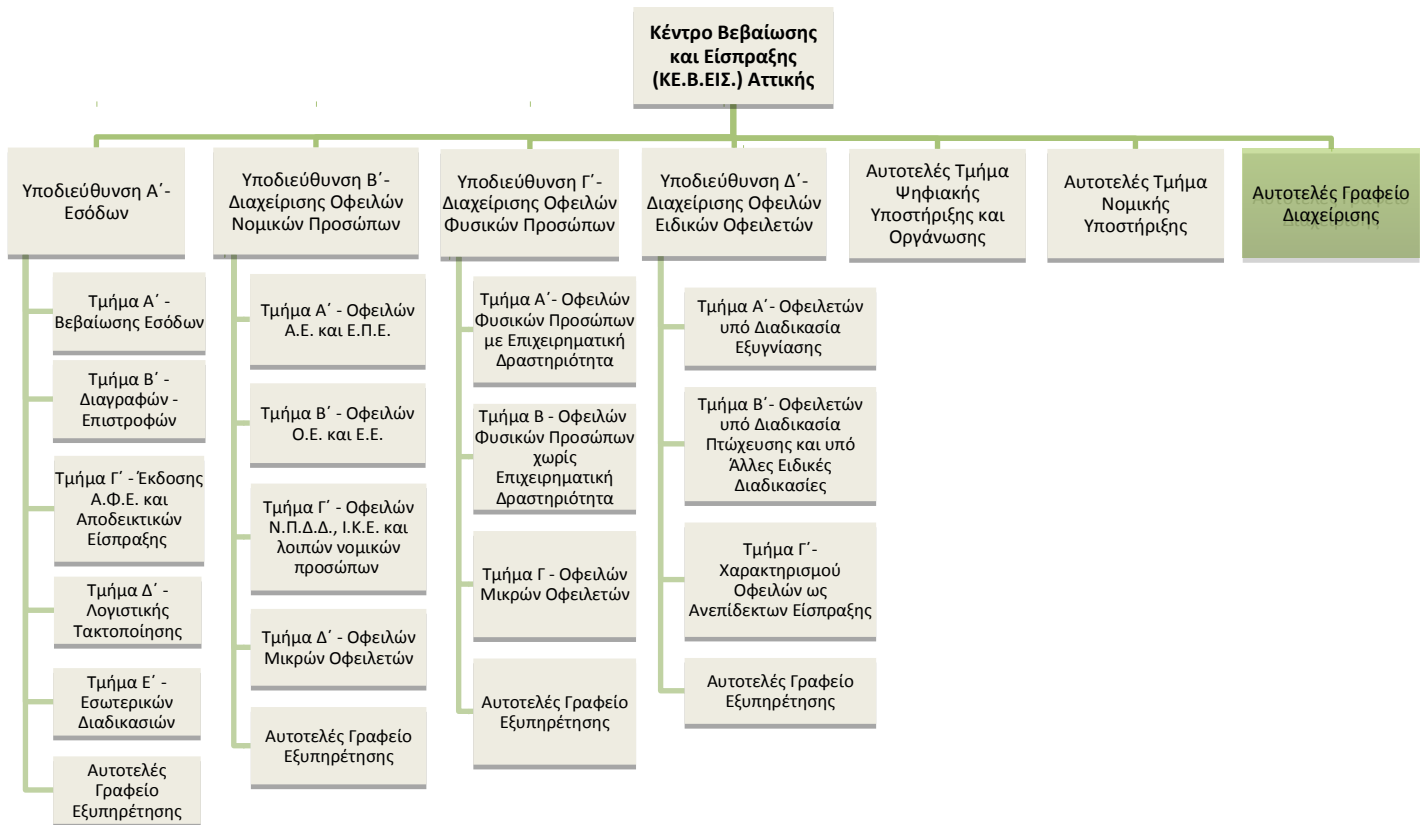 Κέντρο Βεβαίωσης
και Είσπραξης
(ΚΕ.Β.ΕΙΣ.) Αττικής
Υποδιεύθυνση Α΄-
Εσόδων
Τμήμα Α΄ -
Βεβαίωσης Εσόδων
Τμήμα Β΄ -
Διαγραφών -
Επιστροφών
Τμήμα Γ΄ - Έκδοσης
Α.Φ.Ε. και
Αποδεικτικών
Είσπραξης
Τμήμα Δ΄ -
Λογιστικής
Τακτοποίησης
Τμήμα Ε΄ -
Εσωτερικών
Διαδικασιών
Αυτοτελές
Γραφείο
Εξυπηρέτησης
Υποδιεύθυνση Β΄-
Διαχείρισης Οφειλών
Νομικών Προσώπων
Τμήμα Α΄ - Οφειλών
Α.Ε. και Ε.Π.Ε.
Τμήμα Β΄ - Οφειλών
Ο.Ε. και Ε.Ε.
Τμήμα Γ΄ - Οφειλών
Ν.Π.Δ.Δ., Ι.Κ.Ε. και
λοιπών νομικών
προσώπων
Τμήμα Δ΄ - Οφειλών
Μικρών Οφειλετών
Αυτοτελές Γραφείο
Εξυπηρέτησης
Υποδιεύθυνση Γ΄-
Διαχείρισης Οφειλών
Φυσικών Προσώπων
Τμήμα Α΄- Οφειλών
Φυσικών Προσώπων
με Επιχειρηματική
Δραστηριότητα
Τμήμα Β - Οφειλών
Φυσικών Προσώπων
χωρίς
Επιχειρηματική
Δραστηριότητα
Τμήμα Γ - Οφειλών
Μικρών Οφειλετών
Αυτοτελές Γραφείο
Εξυπηρέτησης
Υποδιεύθυνση Δ΄-
Διαχείρισης Οφειλών
Ειδικών Οφειλετών
Τμήμα Α΄- Οφειλετών
υπό Διαδικασία
Εξυγνίασης
Τμήμα Β΄- Οφειλετών
υπό Διαδικασία
Πτώχευσης και υπό
Άλλες Ειδικές
Διαδικασίες
Τμήμα Γ΄-
Χαρακτηρισμού
Οφειλών ως
Ανεπίδεκτων Είσπραξης
Αυτοτελές Γραφείο
Εξυπηρέτησης
Αυτοτελές Τμήμα
Ψηφιακής
Υποστήριξης και
Οργάνωσης
Αυτοτελές Τμήμα
Νομικής
Υποστήριξης
Αυτοτελές Γραφείο
Διαχείρισης